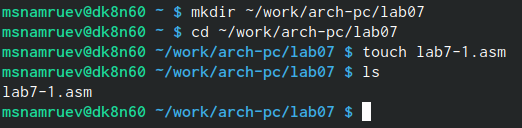 msnamruev@dk8n60 ~ $ mkdir ~/work/arch-pc/lab07
msnamruev@dk8n60 ~ $ cd ~/work/arch-pc/lab07
msnamruev@dk8n60 ~/work/arch-pc/lab07 $ touch lab7-1.asm
msnamruev@dk8n60 ~/work/arch-pc/lab07 $ ls
lab7-1.asm
msnamruev@dk8n60 ~/work/arch-pc/lab07 $